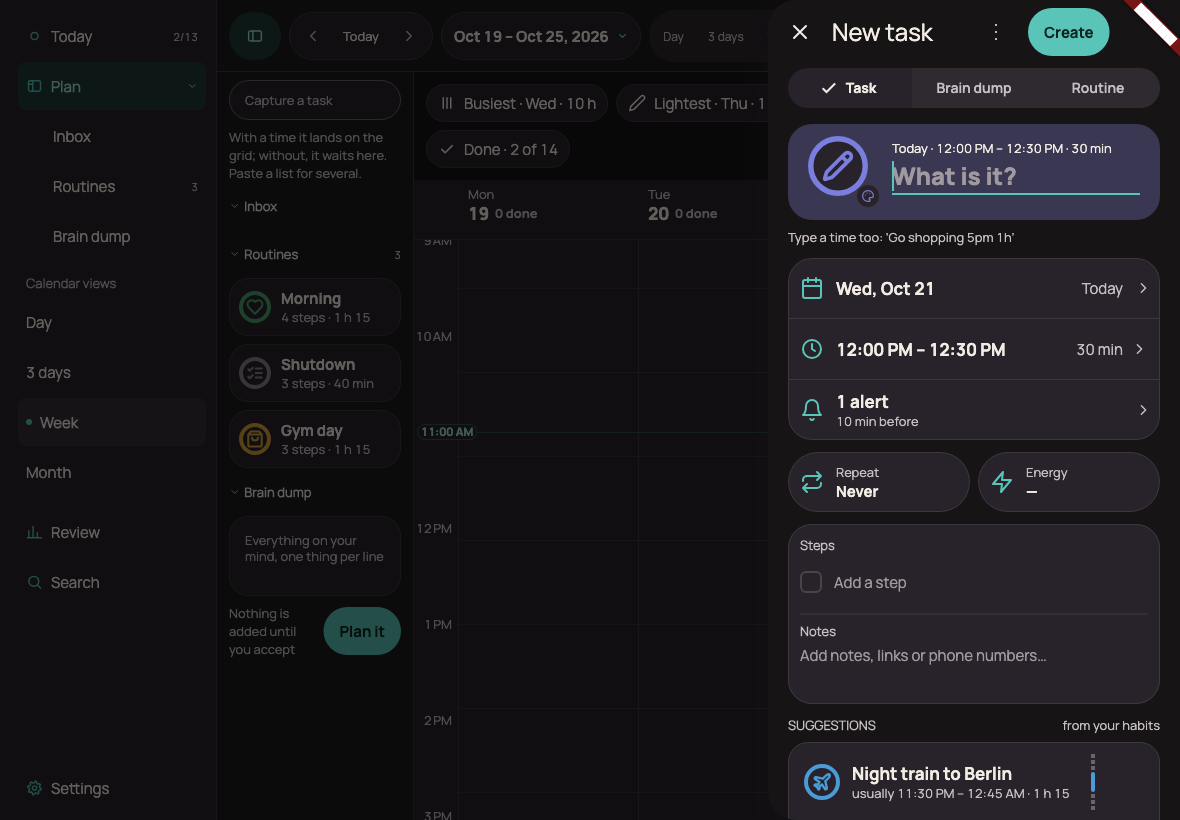 Today 2/13
Plan
Inbox
Routines 3
Brain dump
Calendar views
Day
3 days
Week
Month
Review
Search
Settings
Today
Oct 19 – Oct 25, 2026
Day
3 days
Capture a task
With a time it lands on the
grid; without, it waits here.
Paste a list for several.
Inbox
Routines 3
Morning
4 steps · 1 h 15
Shutdown
3 steps · 40 min
Gym day
3 steps · 1 h 15
Brain dump
Everything on your
mind, one thing per line
Nothing is
added until
you accept
Plan it
Busiest · Wed · 10 h
Lightest · Thu · 1
Done · 2 of 14
Mon
19 0 done
Tue
20 0 done
9 AM
10 AM
11:00 AM
12 PM
1 PM
2 PM
3 PM
New task
Create
Task
Brain dump
Routine
Today · 12:00 PM – 12:30 PM · 30 min
What is it?
Type a time too: 'Go shopping 5pm 1h'
Wed, Oct 21 Today
12:00 PM – 12:30 PM 30 min
1 alert
10 min before
Repeat
Never
Energy
–
Steps
Add a step
Notes
Add notes, links or phone numbers…
SUGGESTIONS from your habits
Night train to Berlin
usually 11:30 PM – 12:45 AM · 1 h 15